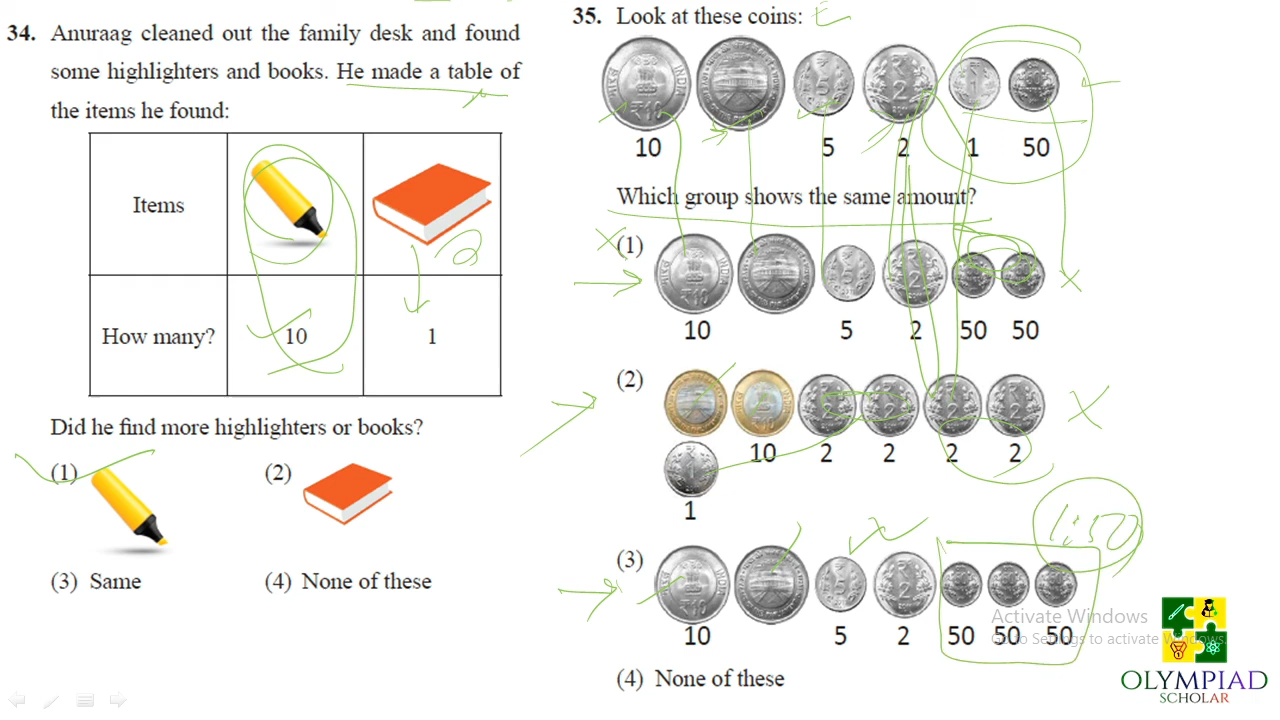 34. Anuraag cleaned out the family desk and found
some highlighters and books. He made a table of
the items he found:
Items
How many? 10 1
Did he find more highlighters or books?
(1) (2)
(3) Same (4) None of these
35. Look at these coins:
10 5 2 1 50
Which group shows the same amount?
(1)
10 5 2 50 50
(2)
10 2 2 2 2
1
(3)
10 5 2 50 50 50
(4) None of these
1:50
Activate Windows
Go to Settings to activate Windows.
OLYMPIAD
SCHOLAR